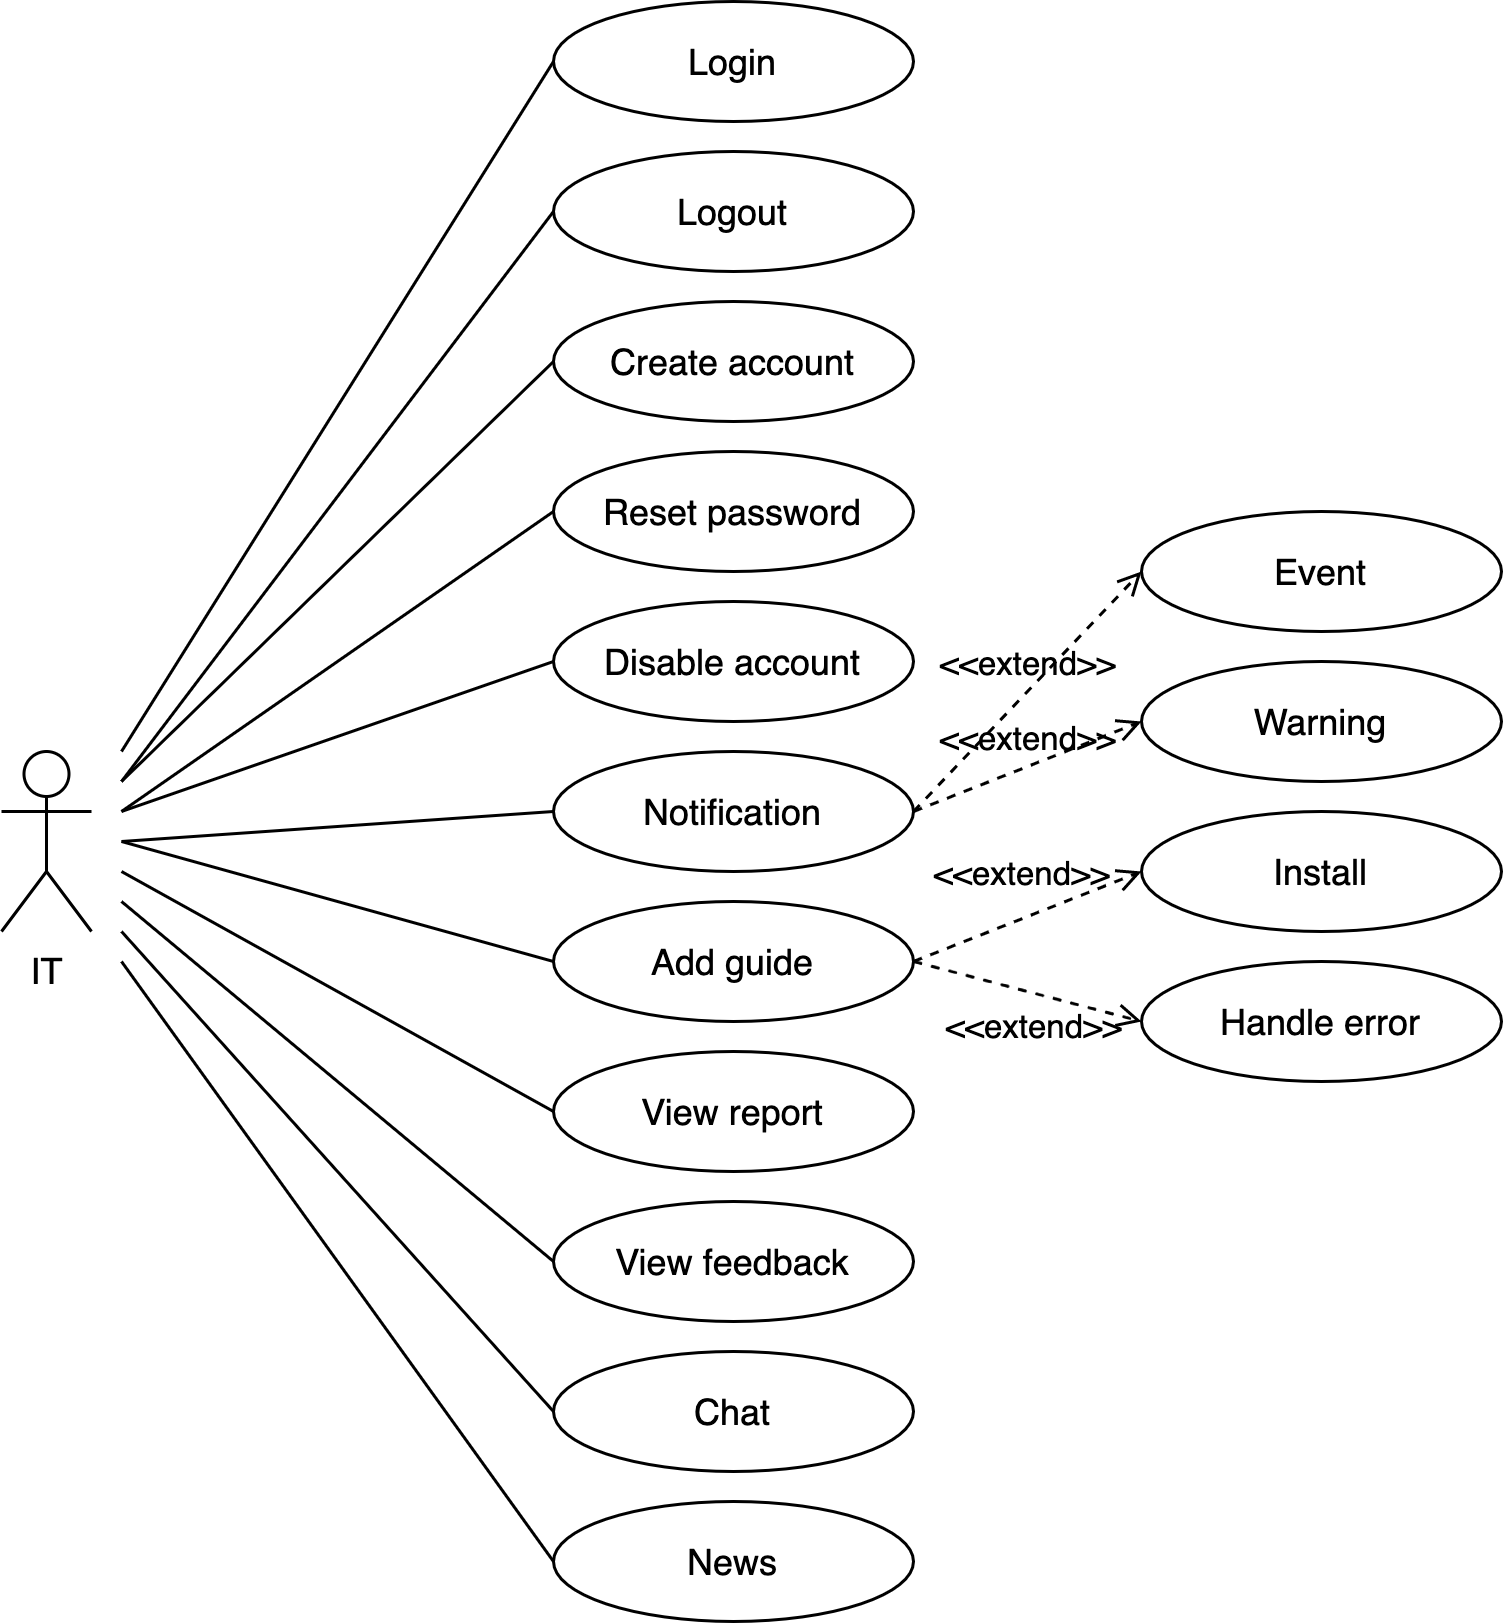 Login
Logout
Create account
Reset password
Disable account
Notification
Add guide
View report
View feedback
Chat
News
IT
<<extend>>
<<extend>>
<<extend>>
<<extend>>
Event
Warning
Install
Handle error